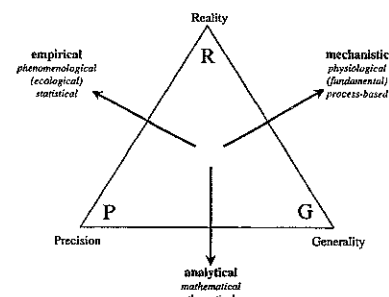 Reality
R
empirical
phenomenological
(ecological)
statistical
mechanistic
physiological
(fundamental)
process-based
P
G
Precision
Generality
analytical
mathematical